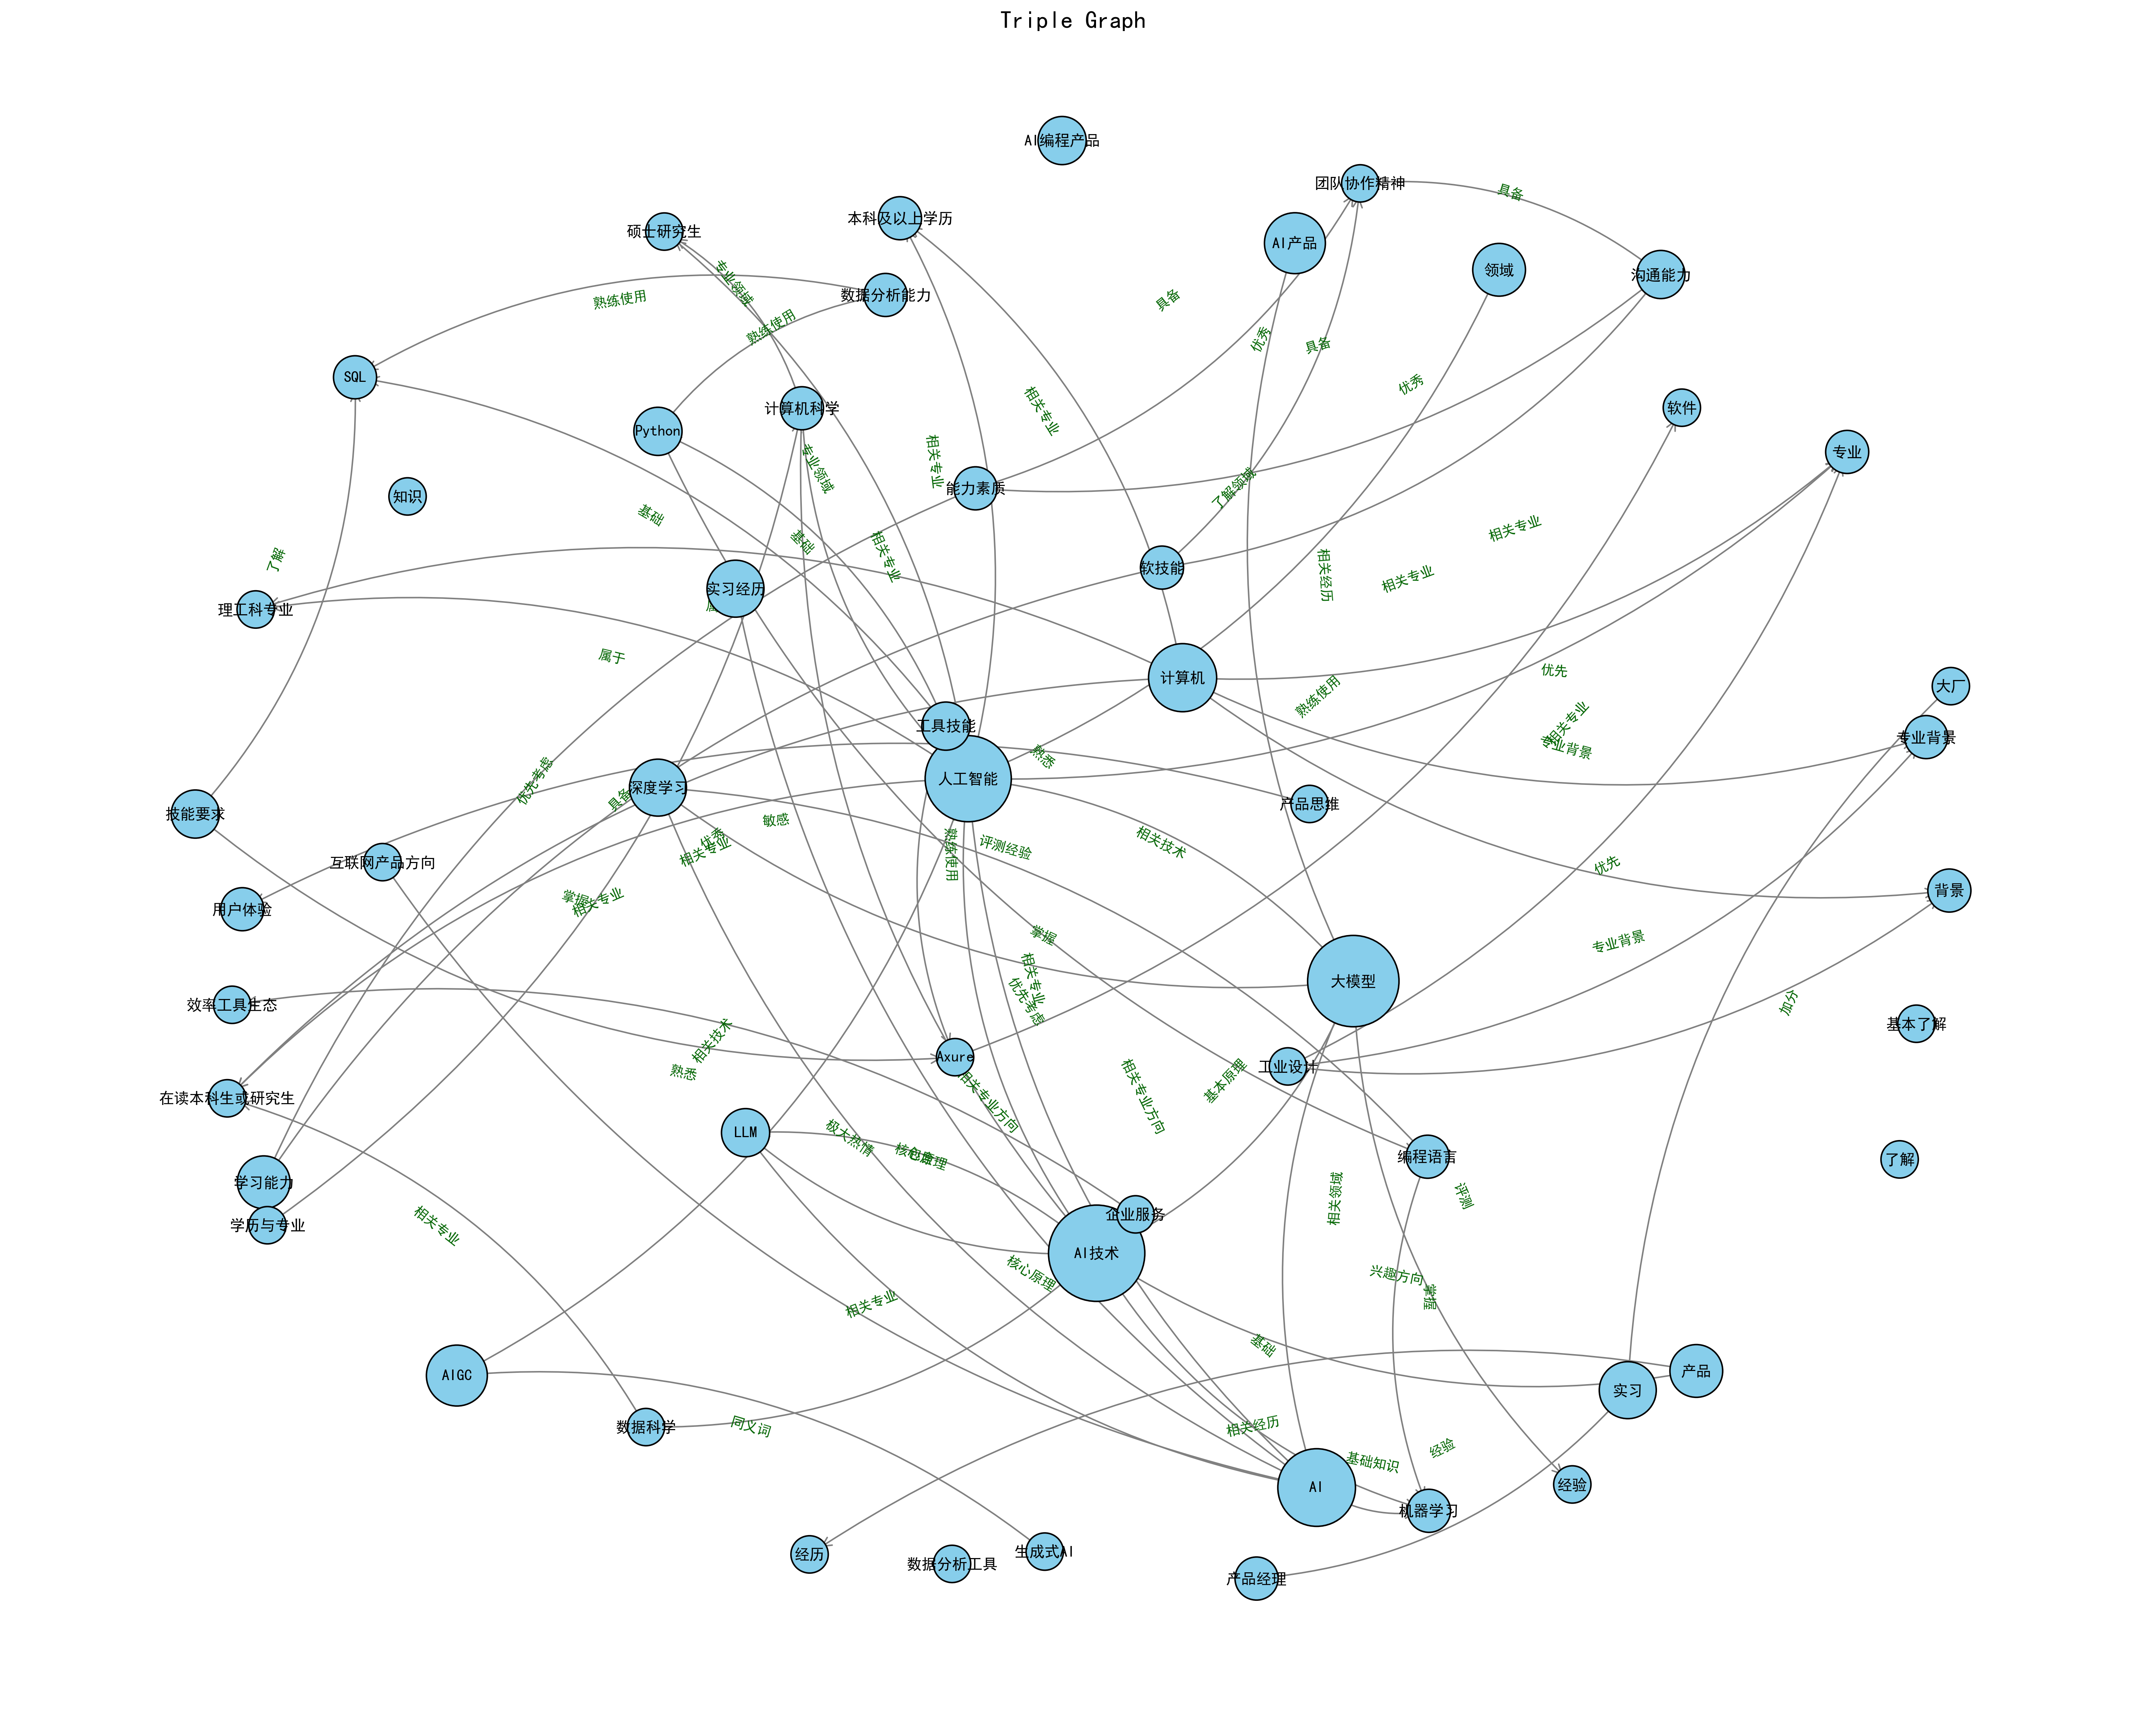 Triple Graph
AI编程产品
团队协作精神
具备
本科及以上学历
硕士研究生
AI产品
领域
沟通能力
专业领域
数据分析能力
熟练使用
具备
熟练使用
优秀
具备
SQL
优秀
计算机科学
相关专业
软件
Python
专业
相关专业
专业领域
能力素质
了解领域
知识
基础
相关专业
基础
相关专业
了解
软技能
相关经历
相关专业
实习经历
理工科专业
属于
优先
计算机
大厂
熟练使用
工具技能
相关专业
专业背景
专业背景
熟悉
人工智能
优先考虑
深度学习
具备
产品思维
技能要求
敏感
优秀
相关专业
熟练使用
评测经验
相关技术
互联网产品方向
优先
背景
掌握
相关专业
用户体验
掌握
专业背景
相关专业
优先考虑
大模型
加分
效率工具生态
基本了解
相关技术
Axure
熟悉
工业设计
基本原理
在读本科生或研究生
相关专业方向
相关专业方向
LLM
极大热情
核心原理
编程语言
了解
学习能力
评测
相关领域
企业服务
学历与专业
相关专业
AI技术
核心原理
兴趣方向
掌握
相关专业
基础
AIGC
产品
实习
数据科学
同义词
相关经历
经验
基础知识
AI
经验
机器学习
经历
数据分析工具
生成式AI
产品经理